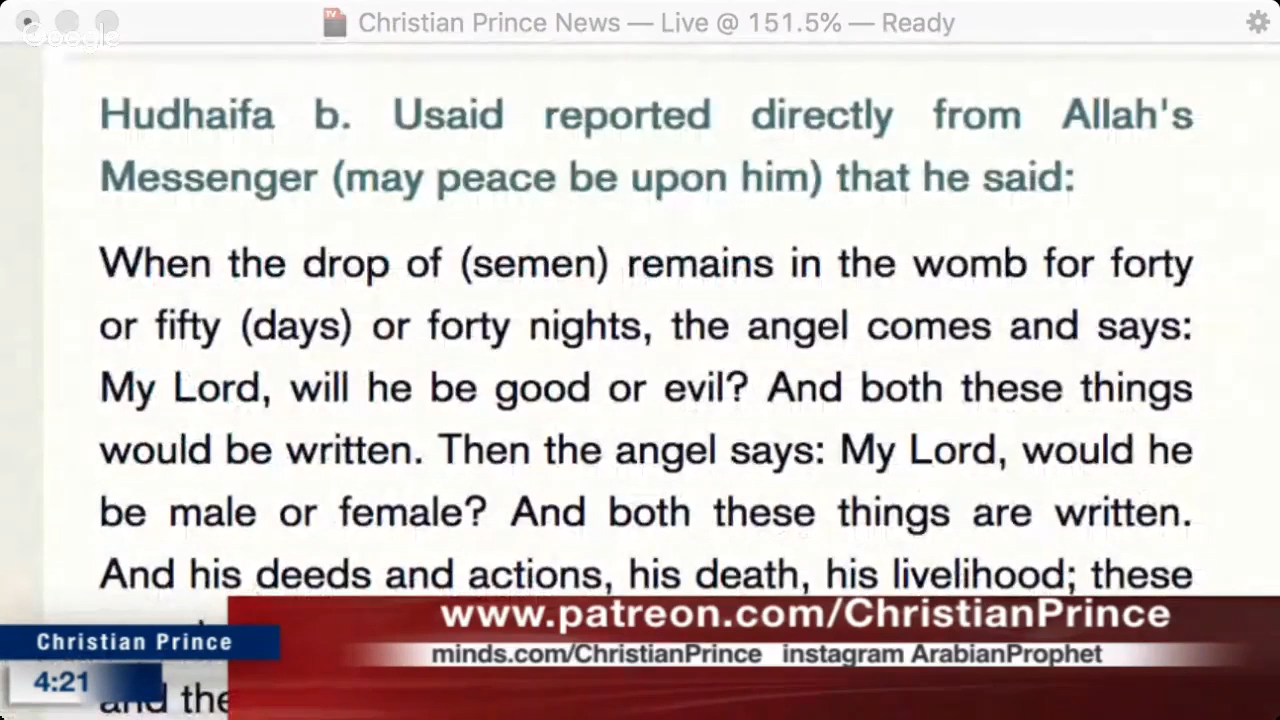 Christian Prince News — Live @ 151.5% — Ready
Google
Hudhaifa b. Usaid reported directly from Allah's
Messenger (may peace be upon him) that he said:
When the drop of (semen) remains in the womb for forty
or fifty (days) or forty nights, the angel comes and says:
My Lord, will he be good or evil? And both these things
would be written. Then the angel says: My Lord, would he
be male or female? And both these things are written.
And his deeds and actions, his death, his livelihood; these
and the
www.patreon.com/ChristianPrince
Christian Prince
minds.com/ChristianPrince instagram ArabianProphet
4:21